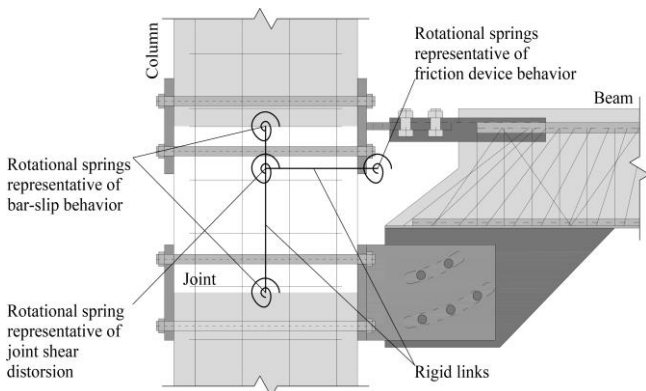 Column
Rotational springs
representative of
friction device behavior
Beam
Rotational springs
representative of
bar-slip behavior
Joint
Rotational spring
representative of
joint shear
distorsion
Rigid links